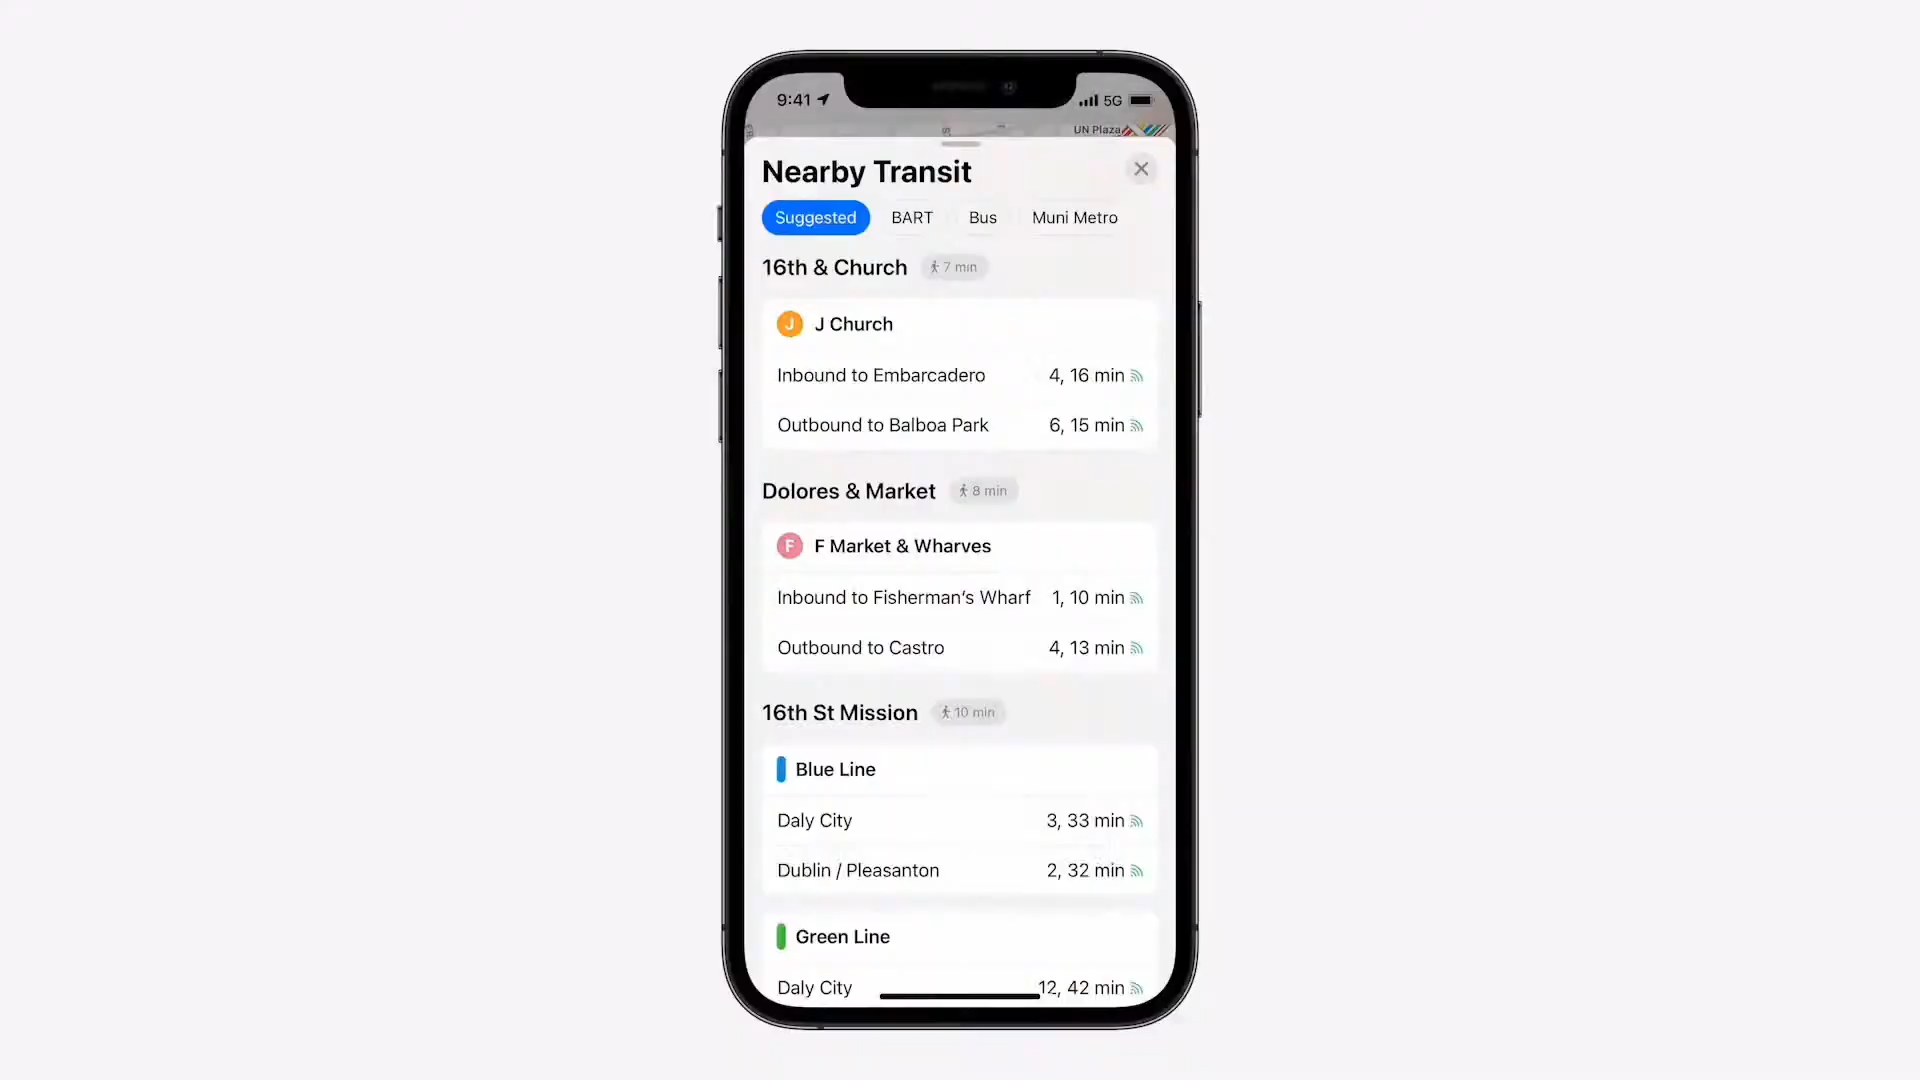 9:41
5G
UN Plaza
Nearby Transit
Suggested BART Bus Muni Metro
16th & Church 7 min
J J Church
Inbound to Embarcadero 4, 16 min
Outbound to Balboa Park 6, 15 min
Dolores & Market 8 min
F F Market & Wharves
Inbound to Fisherman’s Wharf 1, 10 min
Outbound to Castro 4, 13 min
16th St Mission 10 min
Blue Line
Daly City 3, 33 min
Dublin / Pleasanton 2, 32 min
Green Line
Daly City 12, 42 min